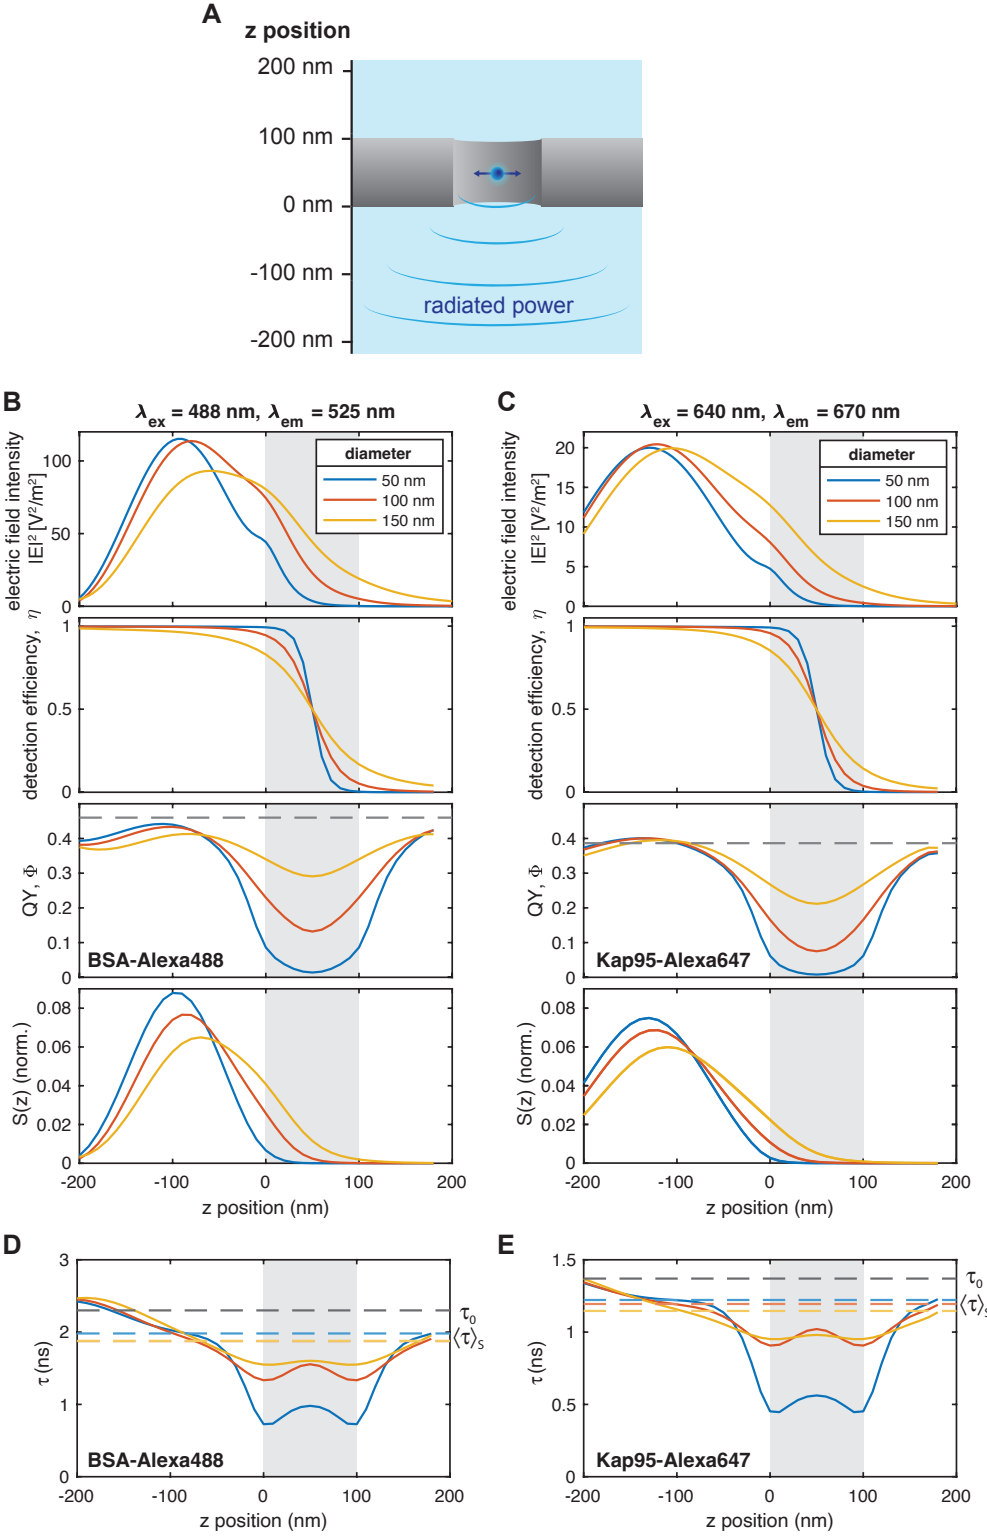 A
z position
200 nm
100 nm
0 nm
-100 nm
-200 nm
radiated power
B
λex = 488 nm, λem = 525 nm
electric field intensity
|E|² [V²/m²]
100
50
0
diameter
50 nm
100 nm
150 nm
detection efficiency, η
1
0.5
0
QY, Φ
0.4
0.3
0.2
0.1
0
BSA-Alexa488
S(z) (norm.)
0.08
0.06
0.04
0.02
0
-200
-100
0
100
200
z position (nm)
C
λex = 640 nm, λem = 670 nm
electric field intensity
|E|² [V²/m²]
20
15
10
5
0
diameter
50 nm
100 nm
150 nm
detection efficiency, η
1
0.5
0
QY, Φ
0.4
0.3
0.2
0.1
0
Kap95-Alexa647
S(z) (norm.)
0.08
0.06
0.04
0.02
0
-200
-100
0
100
200
z position (nm)
D
τ (ns)
3
2
1
0
τ0
⟨τ⟩S
BSA-Alexa488
-200
-100
0
100
200
z position (nm)
E
τ (ns)
1.5
1
0.5
0
τ0
⟨τ⟩S
Kap95-Alexa647
-200
-100
0
100
200
z position (nm)